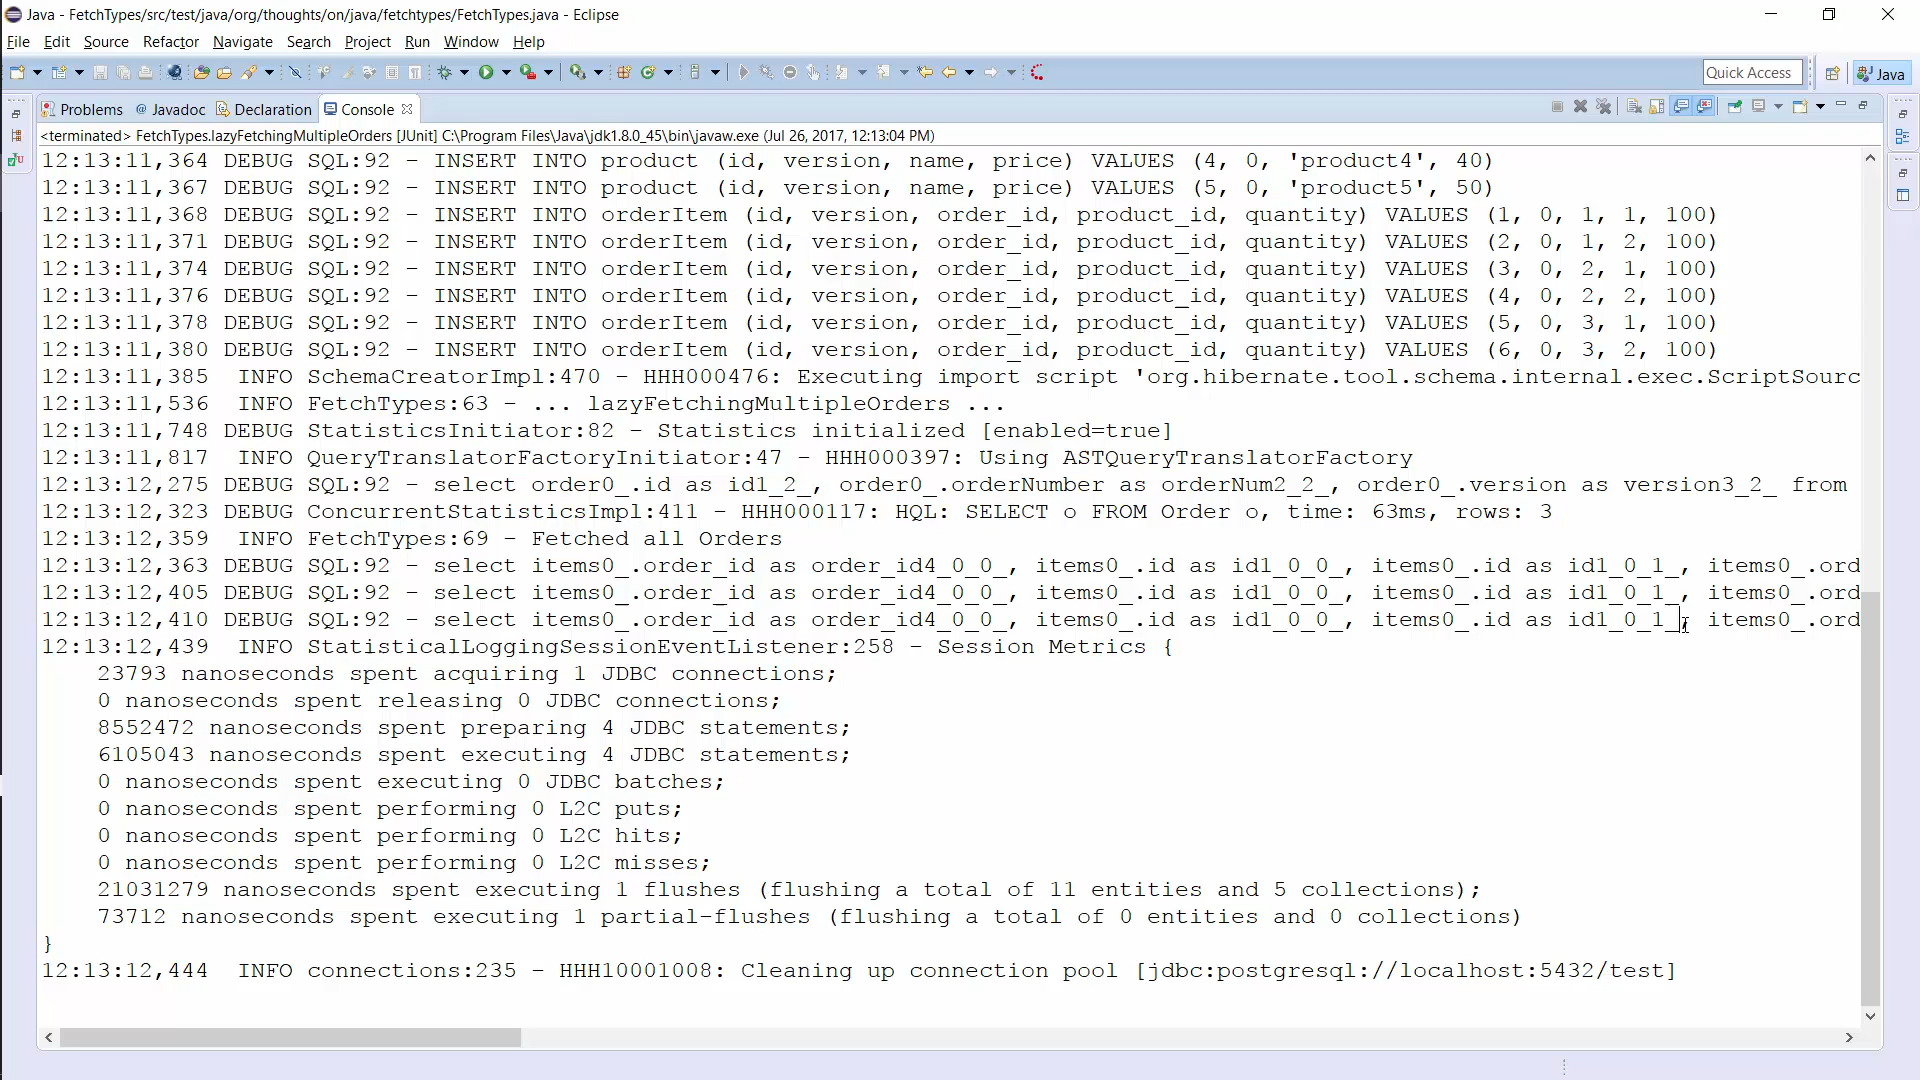 Java - FetchTypes/src/test/java/org/thoughts/on/java/fetchtypes/FetchTypes.java - Eclipse
File Edit Source Refactor Navigate Search Project Run Window Help
Quick Access
Java
Problems @ Javadoc Declaration Console
<terminated> FetchTypes.lazyFetchingMultipleOrders [JUnit] C:\Program Files\Java\jdk1.8.0_45\bin\javaw.exe (Jul 26, 2017, 12:13:04 PM)
12:13:11,364 DEBUG SQL:92 - INSERT INTO product (id, version, name, price) VALUES (4, 0, 'product4', 40)
12:13:11,367 DEBUG SQL:92 - INSERT INTO product (id, version, name, price) VALUES (5, 0, 'product5', 50)
12:13:11,368 DEBUG SQL:92 - INSERT INTO orderItem (id, version, order_id, product_id, quantity) VALUES (1, 0, 1, 1, 100)
12:13:11,371 DEBUG SQL:92 - INSERT INTO orderItem (id, version, order_id, product_id, quantity) VALUES (2, 0, 1, 2, 100)
12:13:11,374 DEBUG SQL:92 - INSERT INTO orderItem (id, version, order_id, product_id, quantity) VALUES (3, 0, 2, 1, 100)
12:13:11,376 DEBUG SQL:92 - INSERT INTO orderItem (id, version, order_id, product_id, quantity) VALUES (4, 0, 2, 2, 100)
12:13:11,378 DEBUG SQL:92 - INSERT INTO orderItem (id, version, order_id, product_id, quantity) VALUES (5, 0, 3, 1, 100)
12:13:11,380 DEBUG SQL:92 - INSERT INTO orderItem (id, version, order_id, product_id, quantity) VALUES (6, 0, 3, 2, 100)
12:13:11,385  INFO SchemaCreatorImpl:470 - HHH000476: Executing import script 'org.hibernate.tool.schema.internal.exec.ScriptSourc
12:13:11,536  INFO FetchTypes:63 - ... lazyFetchingMultipleOrders ...
12:13:11,748 DEBUG StatisticsInitiator:82 - Statistics initialized [enabled=true]
12:13:11,817  INFO QueryTranslatorFactoryInitiator:47 - HHH000397: Using ASTQueryTranslatorFactory
12:13:12,275 DEBUG SQL:92 - select order0_.id as id1_2_, order0_.orderNumber as orderNum2_2_, order0_.version as version3_2_ from
12:13:12,323 DEBUG ConcurrentStatisticsImpl:411 - HHH000117: HQL: SELECT o FROM Order o, time: 63ms, rows: 3
12:13:12,359  INFO FetchTypes:69 - Fetched all Orders
12:13:12,363 DEBUG SQL:92 - select items0_.order_id as order_id4_0_0_, items0_.id as id1_0_0_, items0_.id as id1_0_1_, items0_.ord
12:13:12,405 DEBUG SQL:92 - select items0_.order_id as order_id4_0_0_, items0_.id as id1_0_0_, items0_.id as id1_0_1_, items0_.ord
12:13:12,410 DEBUG SQL:92 - select items0_.order_id as order_id4_0_0_, items0_.id as id1_0_0_, items0_.id as id1_0_1_, items0_.ord
12:13:12,439  INFO StatisticalLoggingSessionEventListener:258 - Session Metrics {
23793 nanoseconds spent acquiring 1 JDBC connections;
0 nanoseconds spent releasing 0 JDBC connections;
8552472 nanoseconds spent preparing 4 JDBC statements;
6105043 nanoseconds spent executing 4 JDBC statements;
0 nanoseconds spent executing 0 JDBC batches;
0 nanoseconds spent performing 0 L2C puts;
0 nanoseconds spent performing 0 L2C hits;
0 nanoseconds spent performing 0 L2C misses;
21031279 nanoseconds spent executing 1 flushes (flushing a total of 11 entities and 5 collections);
73712 nanoseconds spent executing 1 partial-flushes (flushing a total of 0 entities and 0 collections)
}
12:13:12,444  INFO connections:235 - HHH10001008: Cleaning up connection pool [jdbc:postgresql://localhost:5432/test]